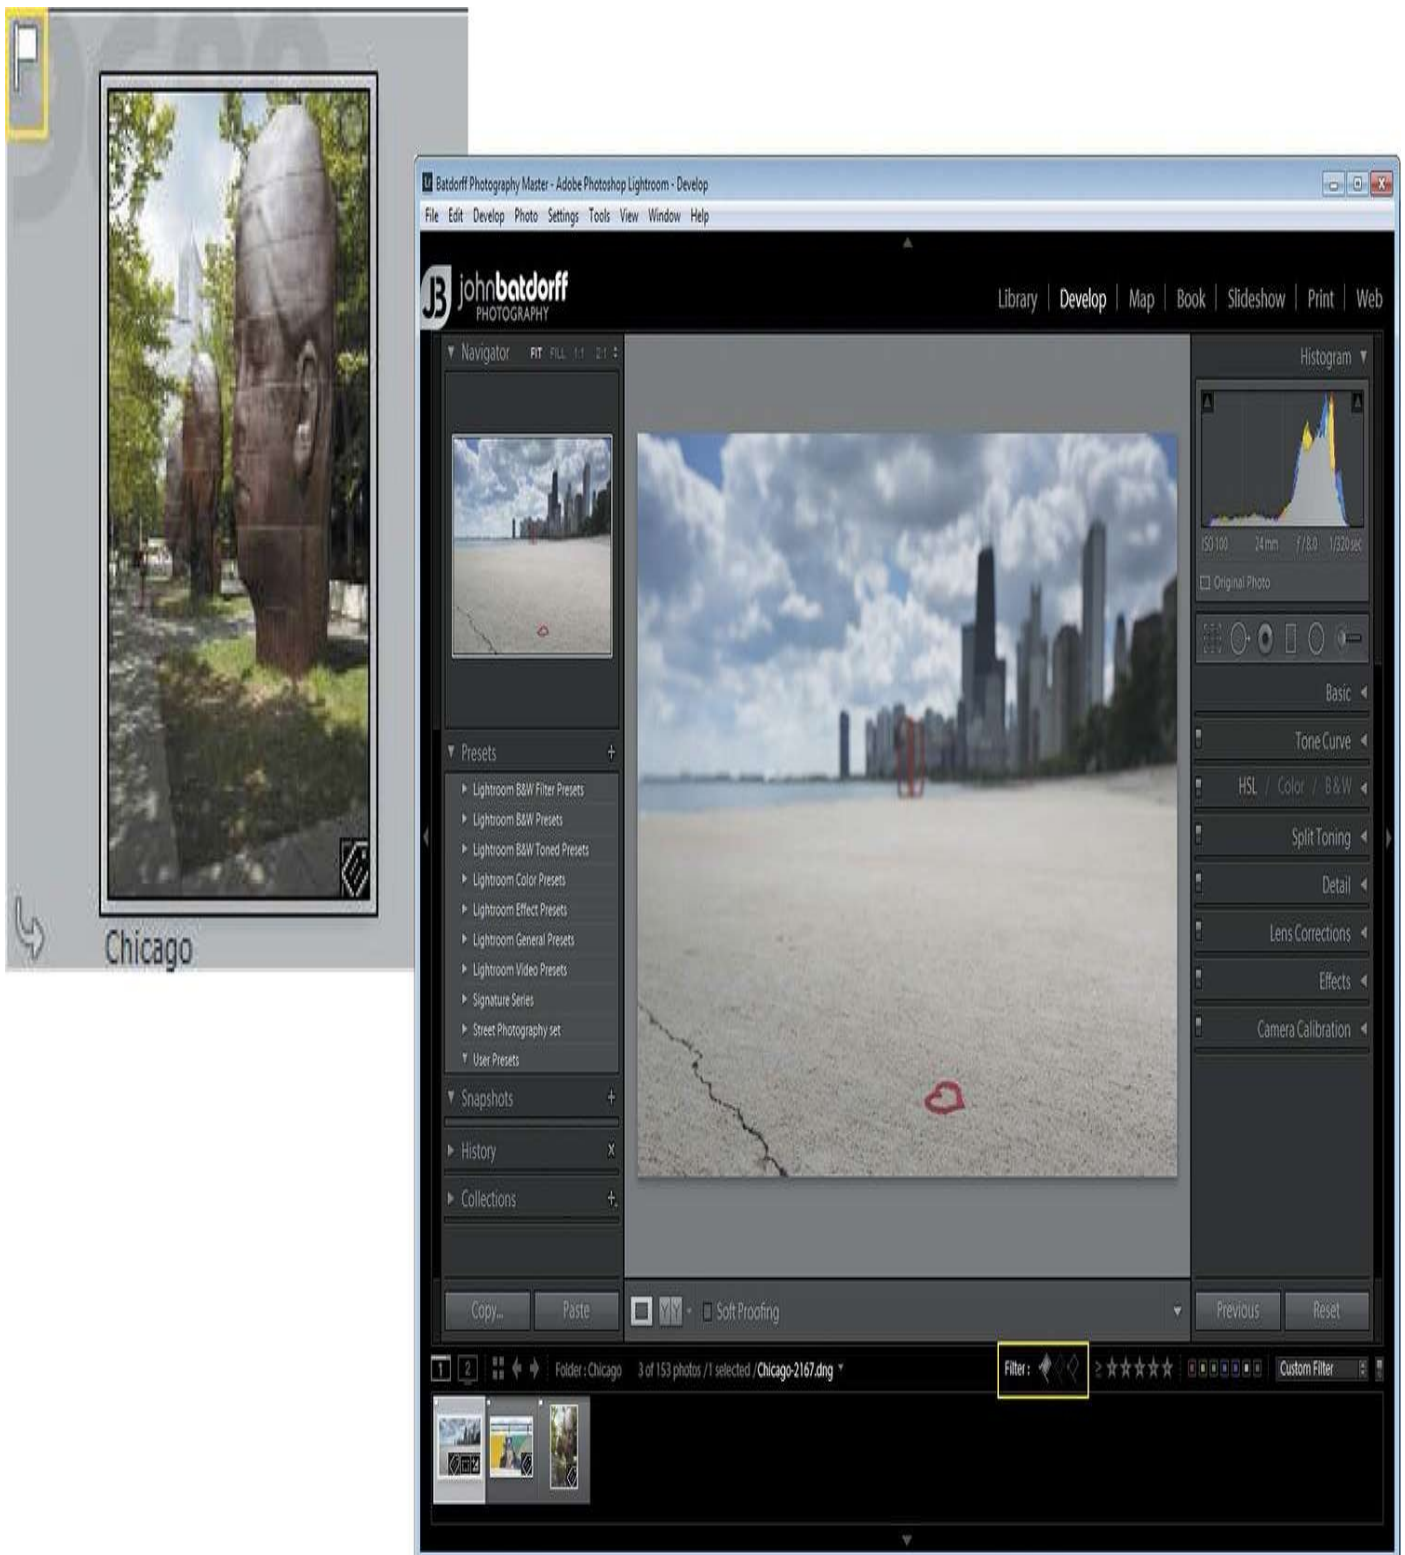 Chicago
Batdorff Photography Master - Adobe Photoshop Lightroom - Develop
File Edit Develop Photo Settings Tools View Window Help
JB johnbatdorff
PHOTOGRAPHY
Library | Develop | Map | Book | Slideshow | Print | Web
Navigator FIT FILL 1:1 2:1
Histogram
ISO 100 24 mm f / 8.0 1/320 sec
Original Photo
Basic
Tone Curve
HSL / Color / B & W
Split Toning
Detail
Lens Corrections
Effects
Camera Calibration
Presets +
Lightroom B&W Filter Presets
Lightroom B&W Presets
Lightroom B&W Toned Presets
Lightroom Color Presets
Lightroom Effect Presets
Lightroom General Presets
Lightroom Video Presets
Signature Series
Street Photography set
User Presets
Snapshots +
History X
Collections +
Copy... Paste
YY Soft Proofing
Previous Reset
1 2 Folder : Chicago 3 of 153 photos / 1 selected / Chicago-2167.dng
Filter : ≥ ★★★★★ Custom Filter